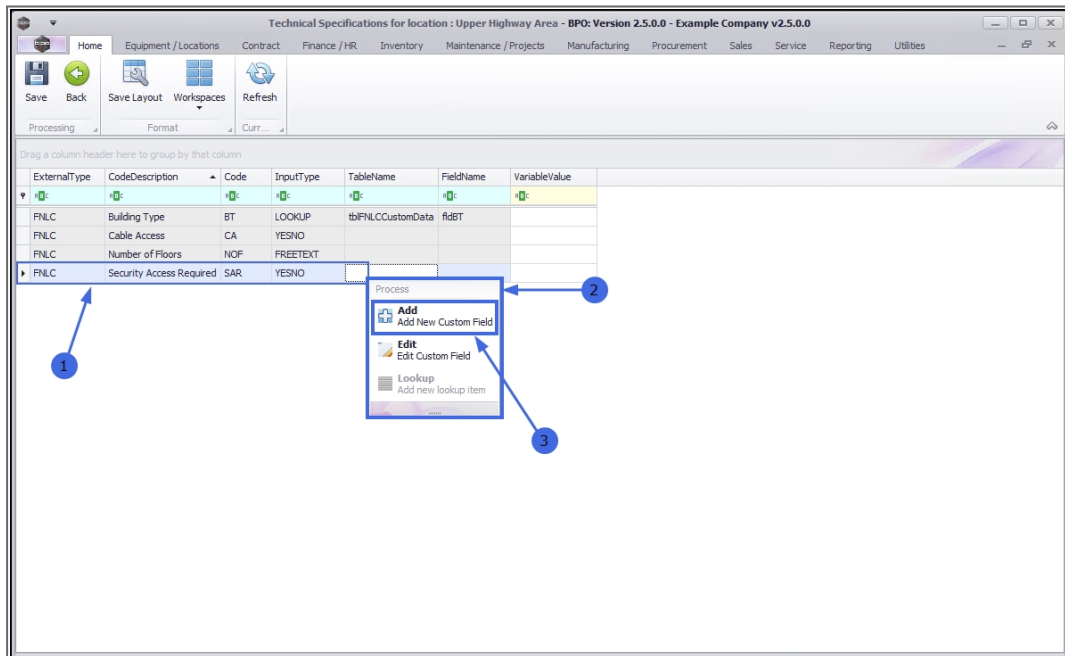 Technical Specifications for location : Upper Highway Area - BPO: Version 2.5.0.0 - Example Company v2.5.0.0
Home Equipment / Locations Contract Finance / HR Inventory Maintenance / Projects Manufacturing Procurement Sales Service Reporting Utilities
Save Back Save Layout Workspaces Refresh
Processing Format Curr...
Drag a column header here to group by that column
ExternalType CodeDescription Code InputType TableName FieldName VariableValue
FNLC Building Type BT LOOKUP tblFNLCCustomData fldBT
FNLC Cable Access CA YESNO
FNLC Number of Floors NOF FREETEXT
FNLC Security Access Required SAR YESNO
Process
2
Add
Add New Custom Field
Edit
Edit Custom Field
1
Lookup
Add new lookup item
3